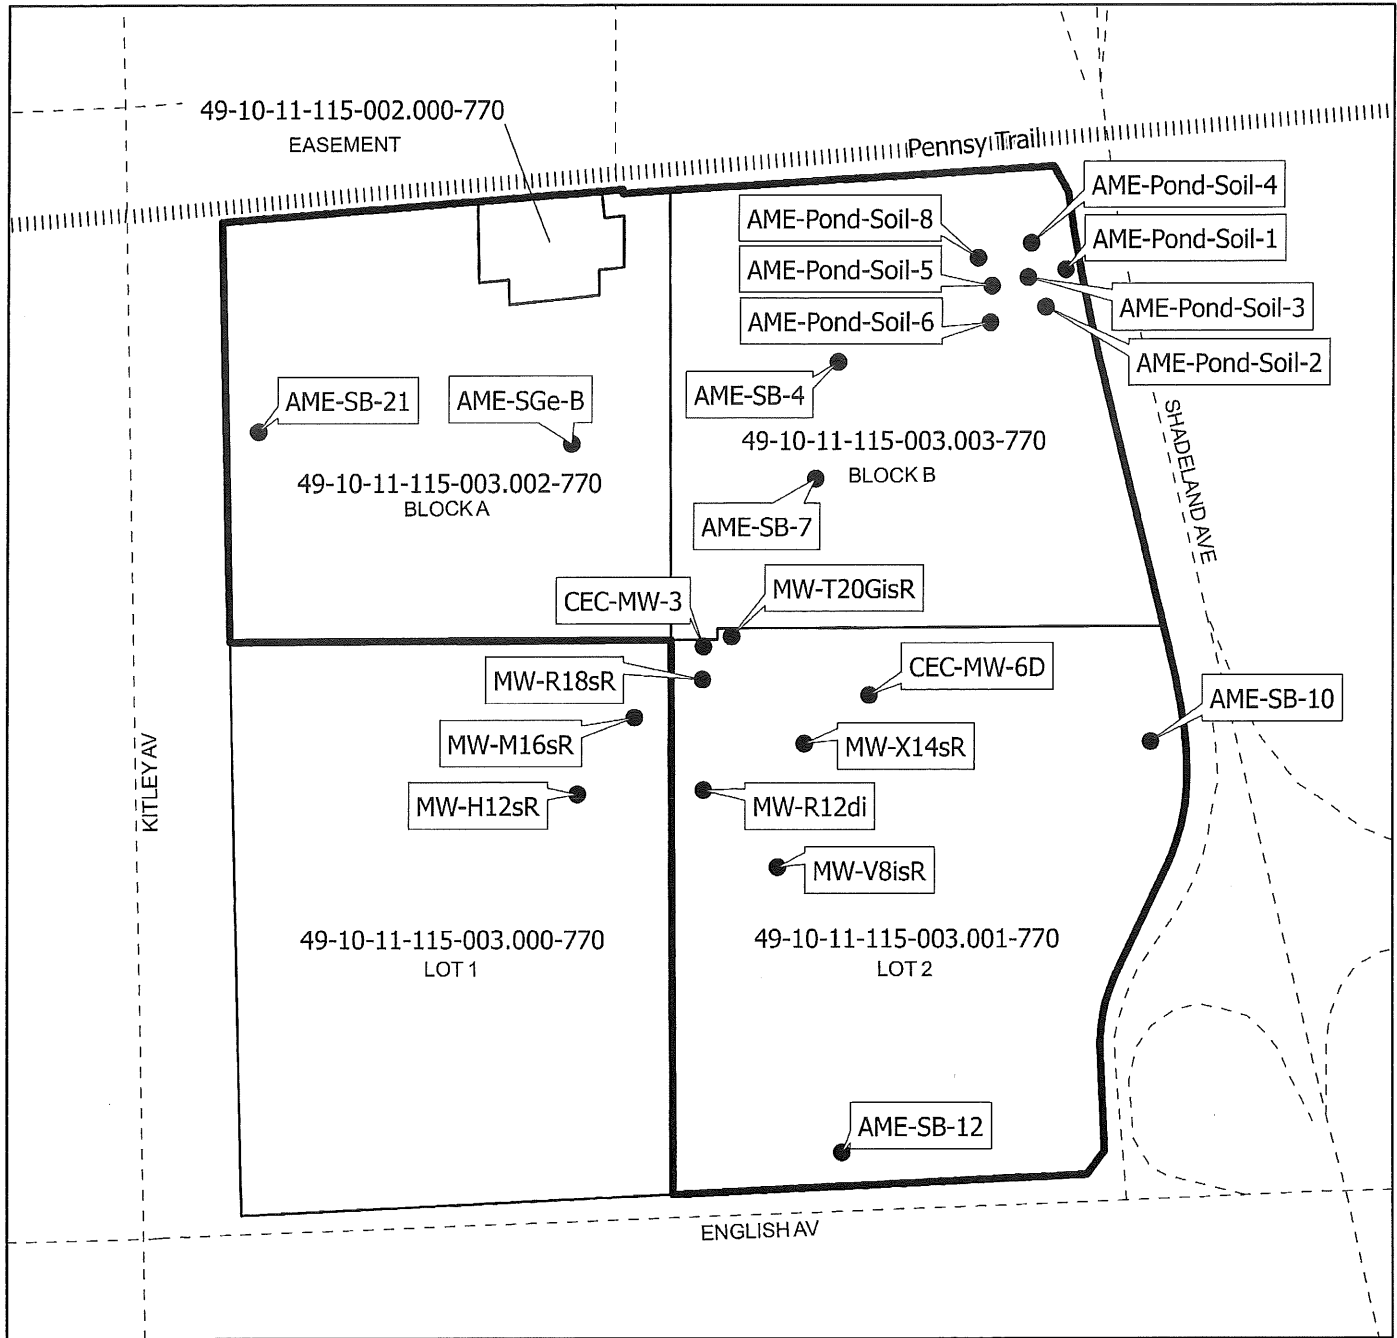 49-10-11-115-002.000-770
EASEMENT
Pennsy Trail
AME-Pond-Soil-4
AME-Pond-Soil-8
AME-Pond-Soil-1
AME-Pond-Soil-5
AME-Pond-Soil-3
AME-Pond-Soil-6
AME-Pond-Soil-2
AME-SB-4
AME-SB-21
AME-SGe-B
SHADELAND AVE
49-10-11-115-003.003-770
BLOCK B
49-10-11-115-003.002-770
BLOCK A
AME-SB-7
MW-T20GisR
CEC-MW-3
MW-R18sR
CEC-MW-6D
AME-SB-10
MW-M16sR
MW-X14sR
KITLEY AV
MW-H12sR
MW-R12di
MW-V8isR
49-10-11-115-003.000-770
LOT 1
49-10-11-115-003.001-770
LOT 2
AME-SB-12
ENGLISH AV